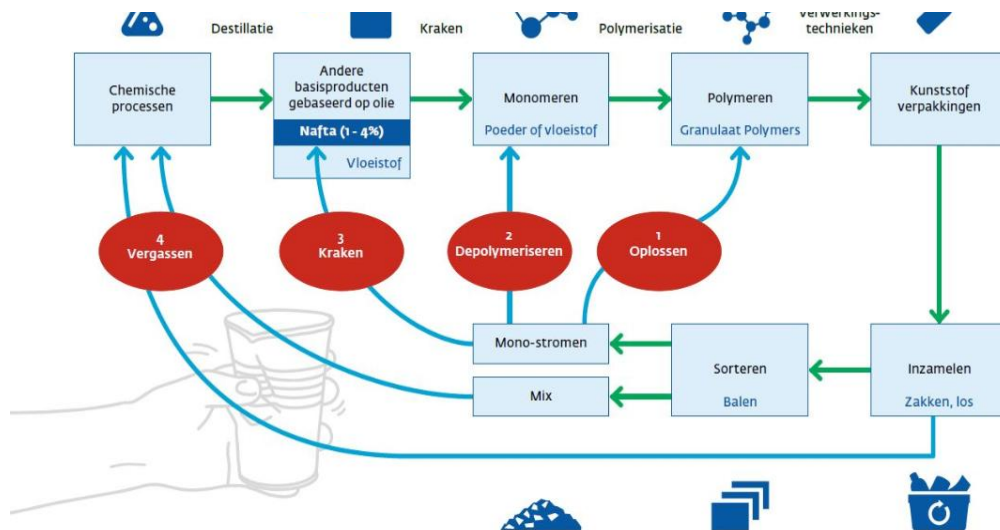 Destillatie
Kraken
Polymerisatie
verwerkings-
technieken
Chemische
processen
Andere
basisproducten
gebaseerd op olie
Nafta (1 - 4%)
Vloeistof
Monomeren
Poeder of vloeistof
Polymeren
Granulaat Polymers
Kunststof
verpakkingen
4
Vergassen
3
Kraken
2
Depolymeriseren
1
Oplossen
Mono-stromen
Mix
Sorteren
Balen
Inzamelen
Zakken, los